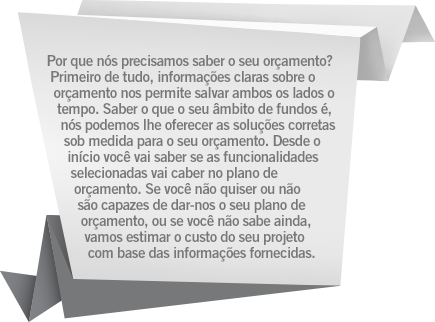 Por que nós precisamos saber o seu orçamento?
Primeiro de tudo, informações claras sobre o
orçamento nos permite salvar ambos os lados o
tempo. Saber o que o seu âmbito de fundos é,
nós podemos lhe oferecer as soluções corretas
sob medida para o seu orçamento. Desde o
início você vai saber se as funcionalidades
selecionadas vai caber no plano de
orçamento. Se você não quiser ou não
são capazes de dar-nos o seu plano de
orçamento, ou se você não sabe ainda,
vamos estimar o custo do seu projeto
com base das informações fornecidas.